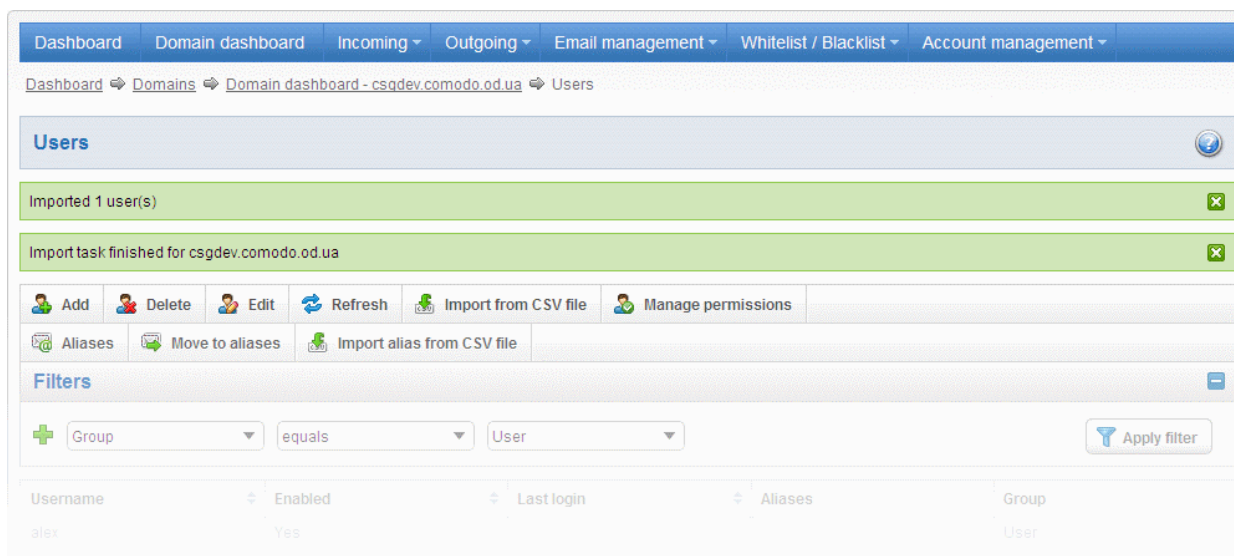 Dashboard Domain dashboard Incoming Outgoing Email management Whitelist / Blacklist Account management
Dashboard Domains Domain dashboard - csgdev.comodo.od.ua Users
Users
Imported 1 user(s)
Import task finished for csgdev.comodo.od.ua
Add Delete Edit Refresh Import from CSV file Manage permissions
Aliases Move to aliases Import alias from CSV file
Filters
Group equals User Apply filter
Username Enabled Last login Aliases Group
alex Yes User